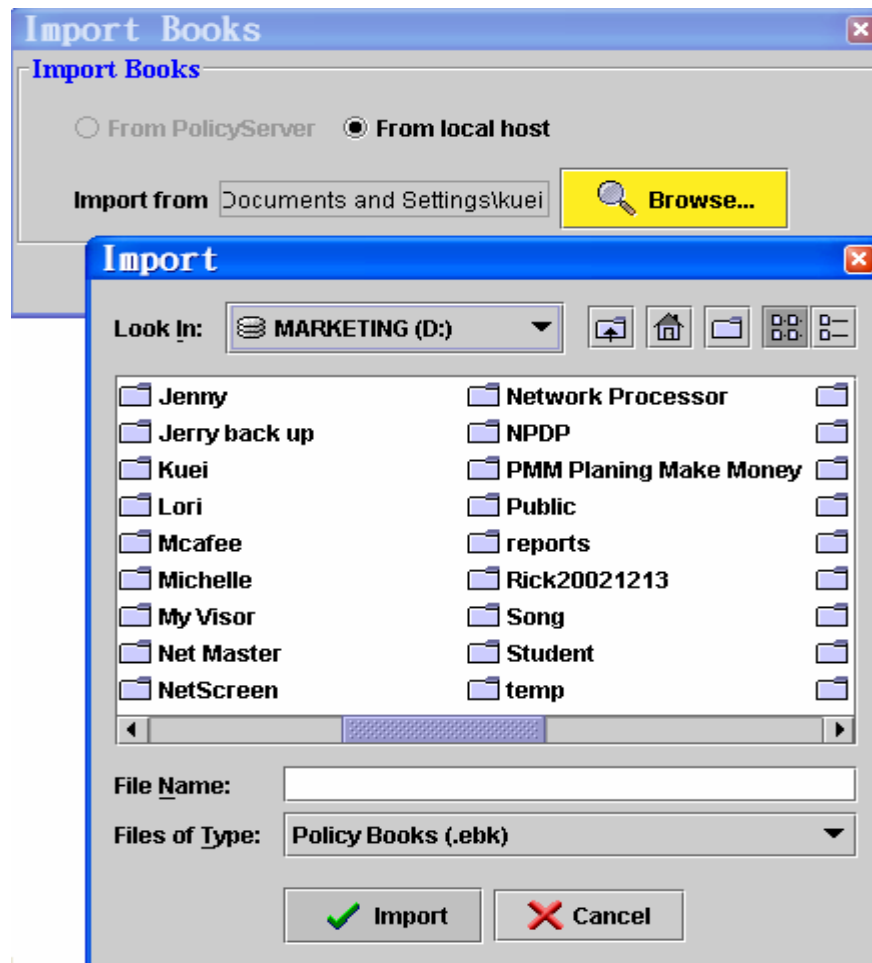 Import Books
Import Books
From PolicyServer From local host
Import from Documents and Settings\kuei Browse...
Import
Look In: MARKETING (D:)
Jenny Network Processor
Jerry back up NPDP
Kuei PMM Planing Make Money
Lori Public
Mcafee reports
Michelle Rick20021213
My Visor Song
Net Master Student
NetScreen temp
File Name:
Files of Type: Policy Books (.ebk)
Import Cancel